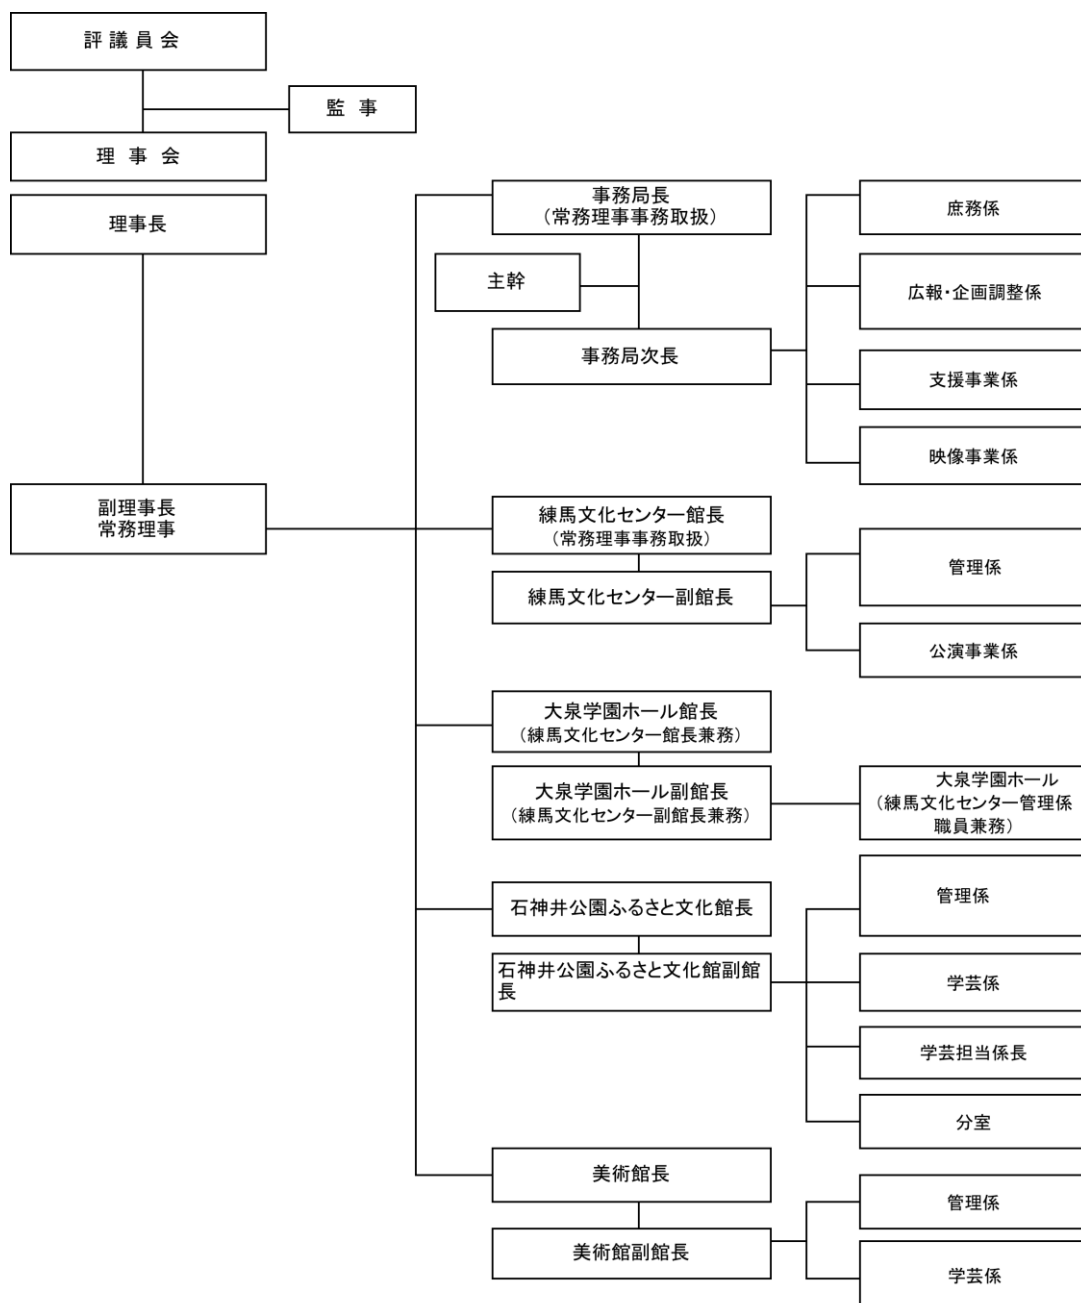 評議員会
監事
理事会
理事長
副理事長
常務理事
事務局長
（常務理事事務取扱）
主幹
事務局次長
庶務係
広報・企画調整係
支援事業係
映像事業係
練馬文化センター館長
（常務理事事務取扱）
練馬文化センター副館長
管理係
公演事業係
大泉学園ホール館長
（練馬文化センター館長兼務）
大泉学園ホール副館長
（練馬文化センター副館長兼務）
大泉学園ホール
（練馬文化センター管理係
職員兼務）
石神井公園ふるさと文化館長
石神井公園ふるさと文化館副館
長
管理係
学芸係
学芸担当係長
分室
美術館長
美術館副館長
管理係
学芸係